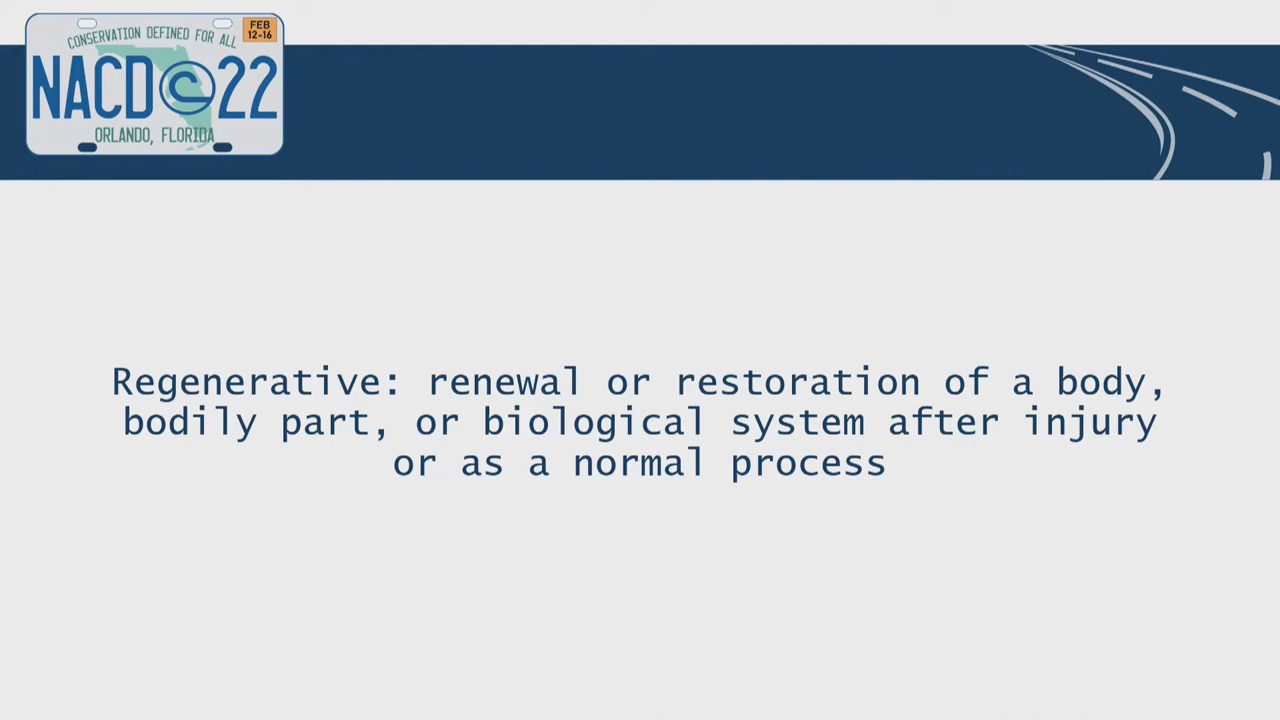 CONSERVATION DEFINED FOR ALL
FEB
12-16
NACD 22
ORLANDO, FLORIDA
Regenerative: renewal or restoration of a body,
bodily part, or biological system after injury
or as a normal process